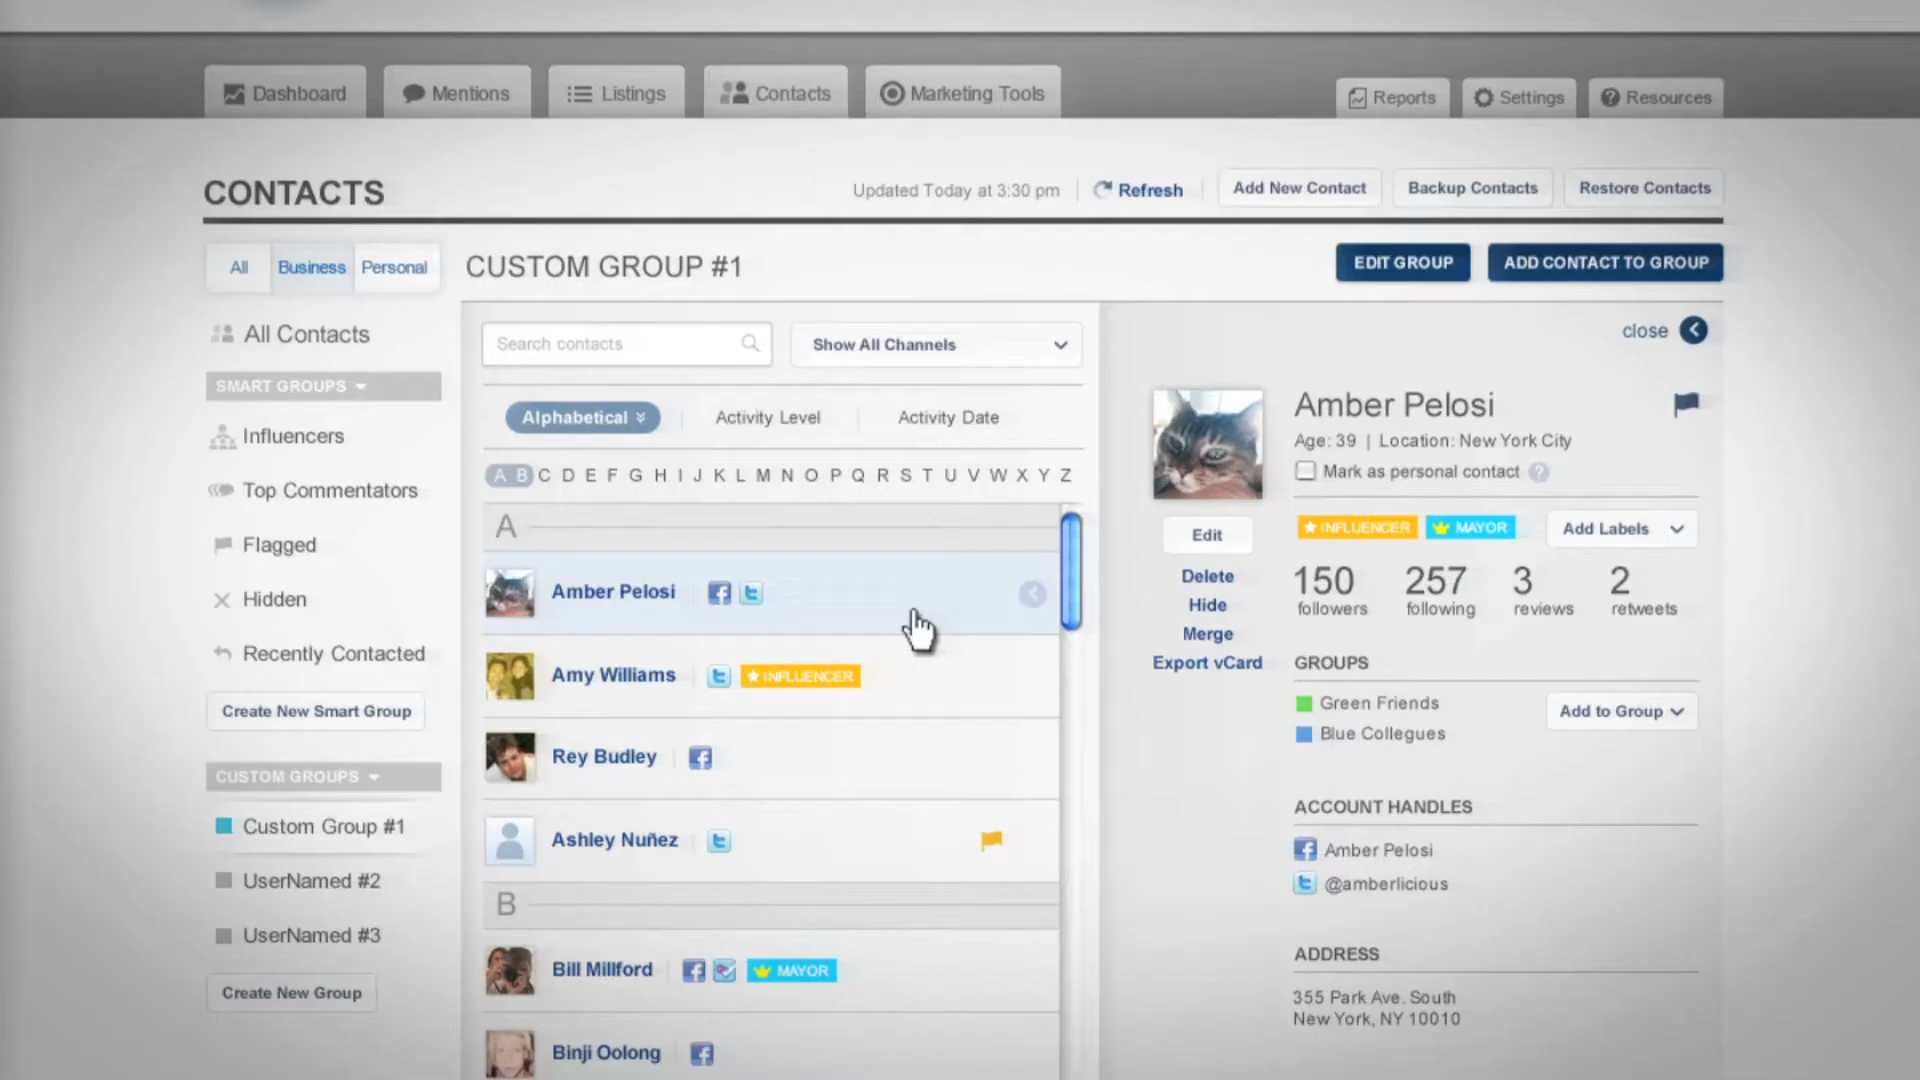 Dashboard Mentions Listings Contacts Marketing Tools Reports Settings Resources
CONTACTS Updated Today at 3:30 pm Refresh Add New Contact Backup Contacts Restore Contacts
All Business Personal
All Contacts
SMART GROUPS
Influencers
Top Commentators
Flagged
Hidden
Recently Contacted
Create New Smart Group
CUSTOM GROUPS
Custom Group #1
UserNamed #2
UserNamed #3
Create New Group
CUSTOM GROUP #1 EDIT GROUP ADD CONTACT TO GROUP
Search contacts Show All Channels
Alphabetical Activity Level Activity Date
A B C D E F G H I J K L M N O P Q R S T U V W X Y Z
A
Amber Pelosi
Amy Williams INFLUENCER
Rey Budley
Ashley Nuñez
B
Bill Millford MAYOR
Binji Oolong
close
Amber Pelosi
Age: 39 | Location: New York City
Mark as personal contact ?
INFLUENCER MAYOR Add Labels
Edit
Delete
Hide
Merge
Export vCard
150 257 3 2
followers following reviews retweets
GROUPS
Green Friends
Blue Collegues
Add to Group
ACCOUNT HANDLES
Amber Pelosi
@amberlicious
ADDRESS
355 Park Ave. South
New York, NY 10010